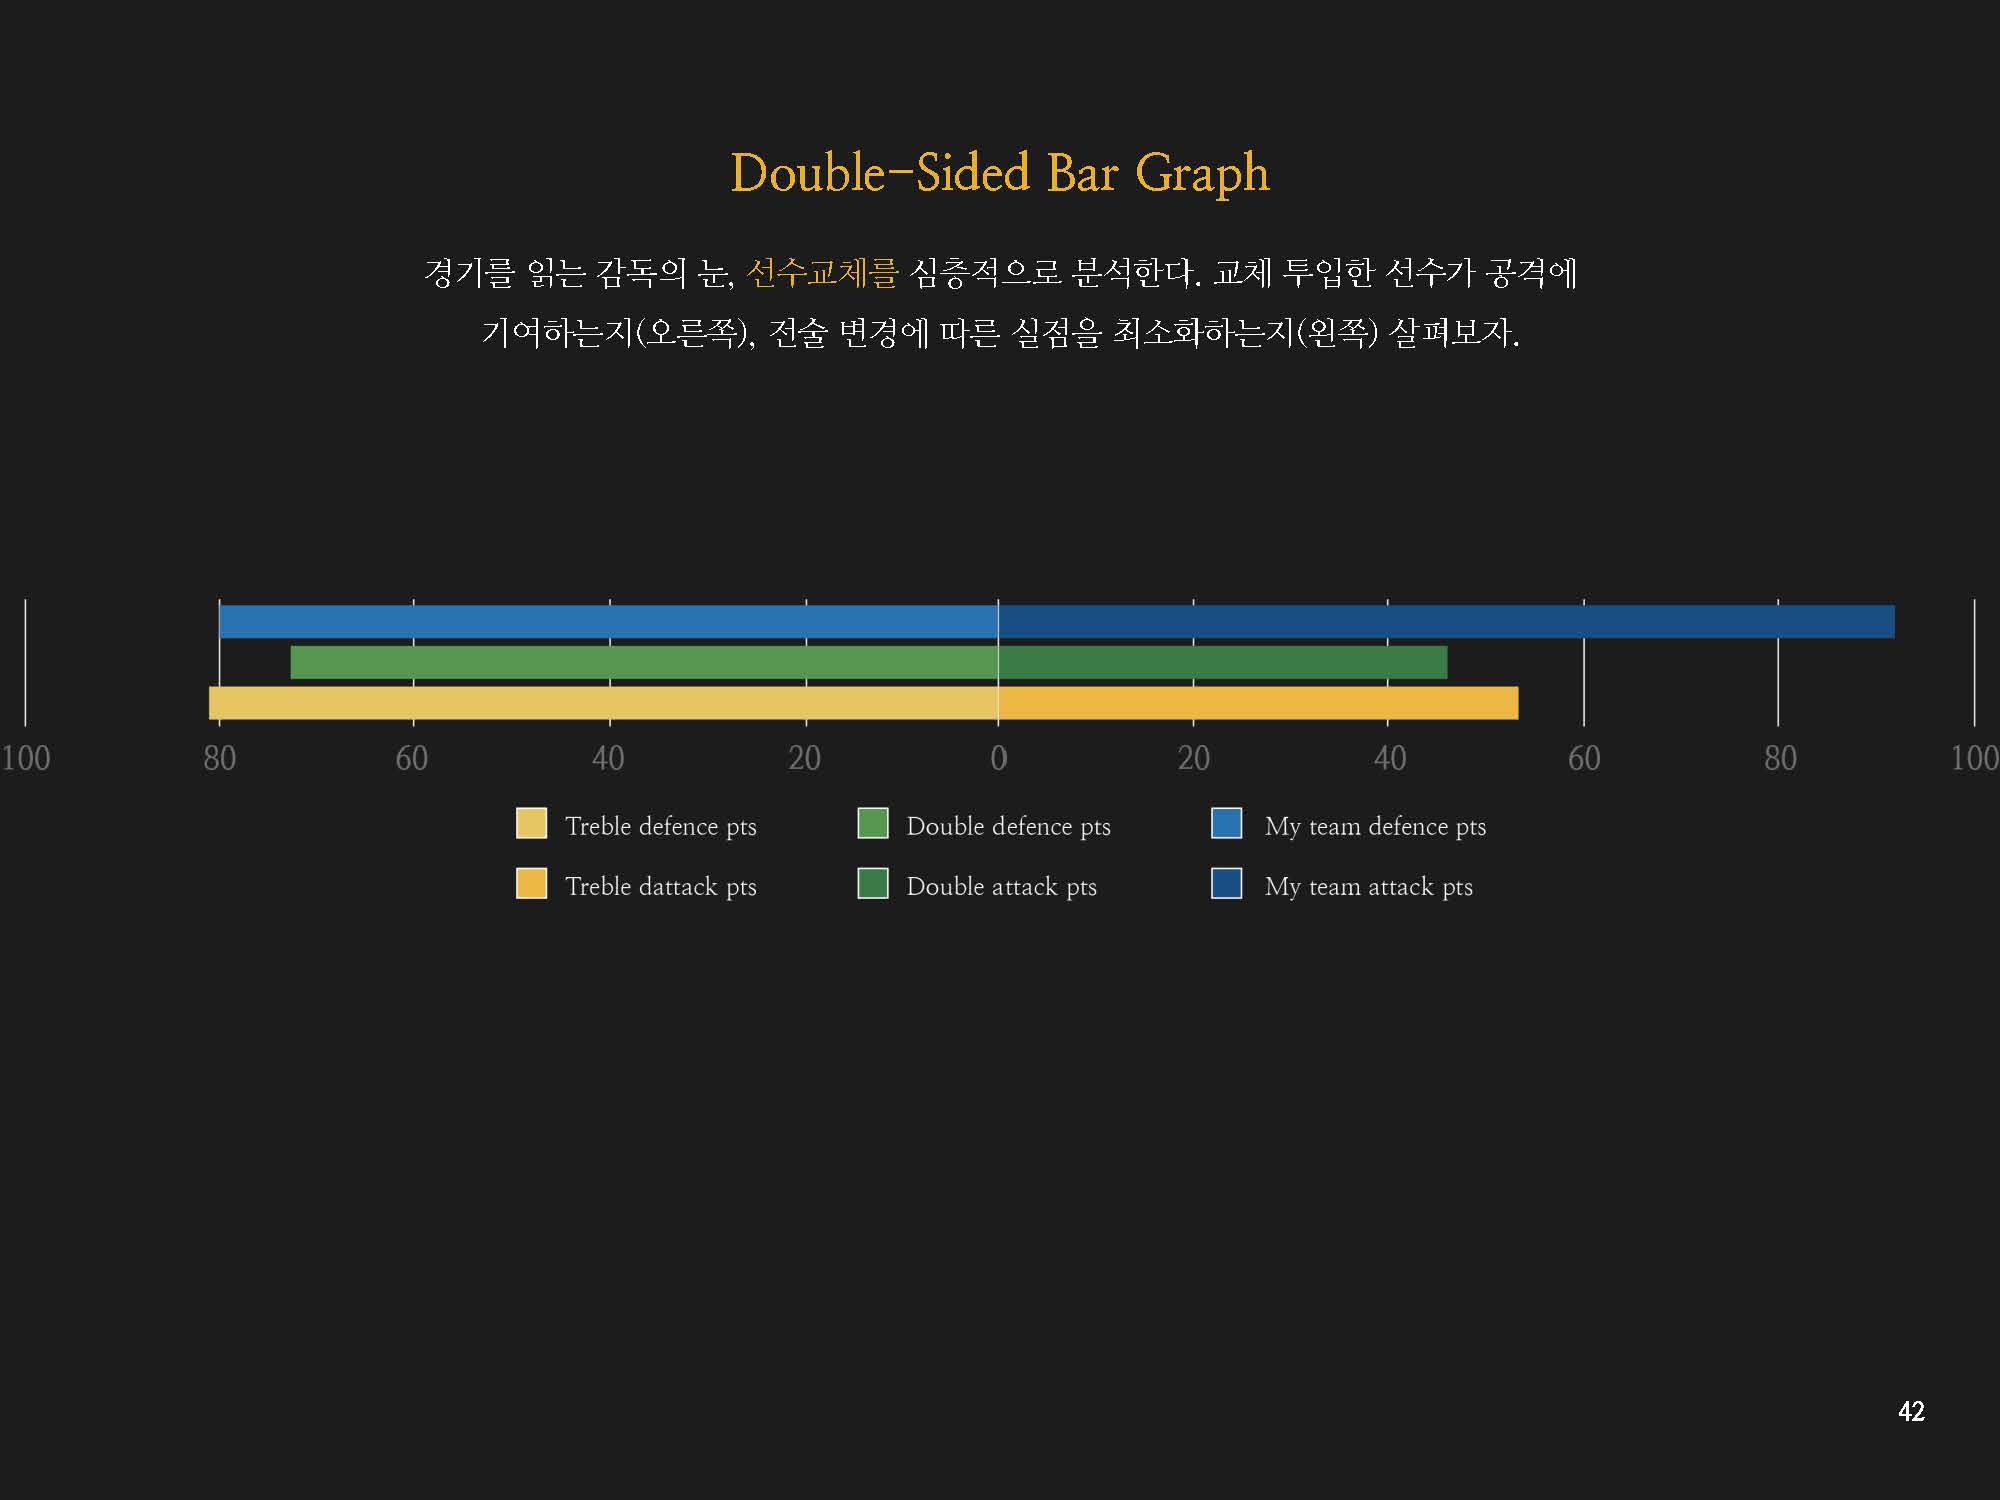 Double-Sided Bar Graph
경기를 읽는 감독의 눈, 선수교체를 심층적으로 분석한다. 교체 투입한 선수가 공격에
기여하는지(오른쪽), 전술 변경에 따른 실점을 최소화하는지(왼쪽) 살펴보자.
100 80 60 40 20 0 20 40 60 80 100
Treble defence pts Double defence pts My team defence pts
Treble dattack pts Double attack pts My team attack pts
42